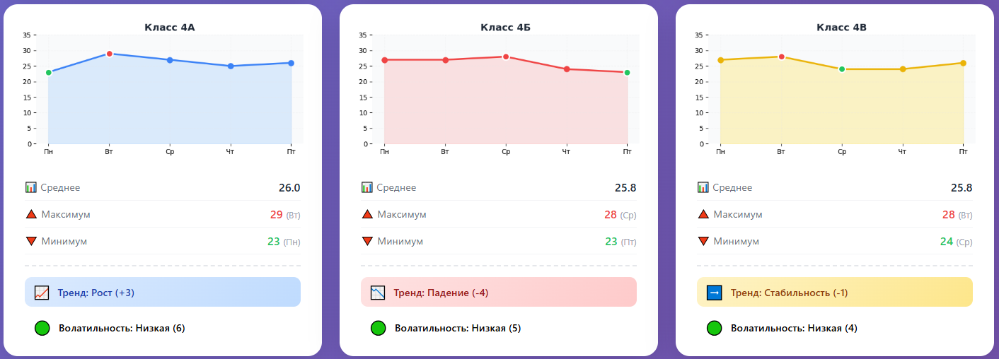 Класс 4А
35
30
25
20
15
10
5
0
Пн Вт Ср Чт Пт
Среднее 26.0
Максимум 29 (Вт)
Минимум 23 (Пн)
Тренд: Рост (+3)
Волатильность: Низкая (6)
Класс 4Б
35
30
25
20
15
10
5
0
Пн Вт Ср Чт Пт
Среднее 25.8
Максимум 28 (Ср)
Минимум 23 (Пт)
Тренд: Падение (-4)
Волатильность: Низкая (5)
Класс 4В
35
30
25
20
15
10
5
0
Пн Вт Ср Чт Пт
Среднее 25.8
Максимум 28 (Вт)
Минимум 24 (Ср)
Тренд: Стабильность (-1)
Волатильность: Низкая (4)